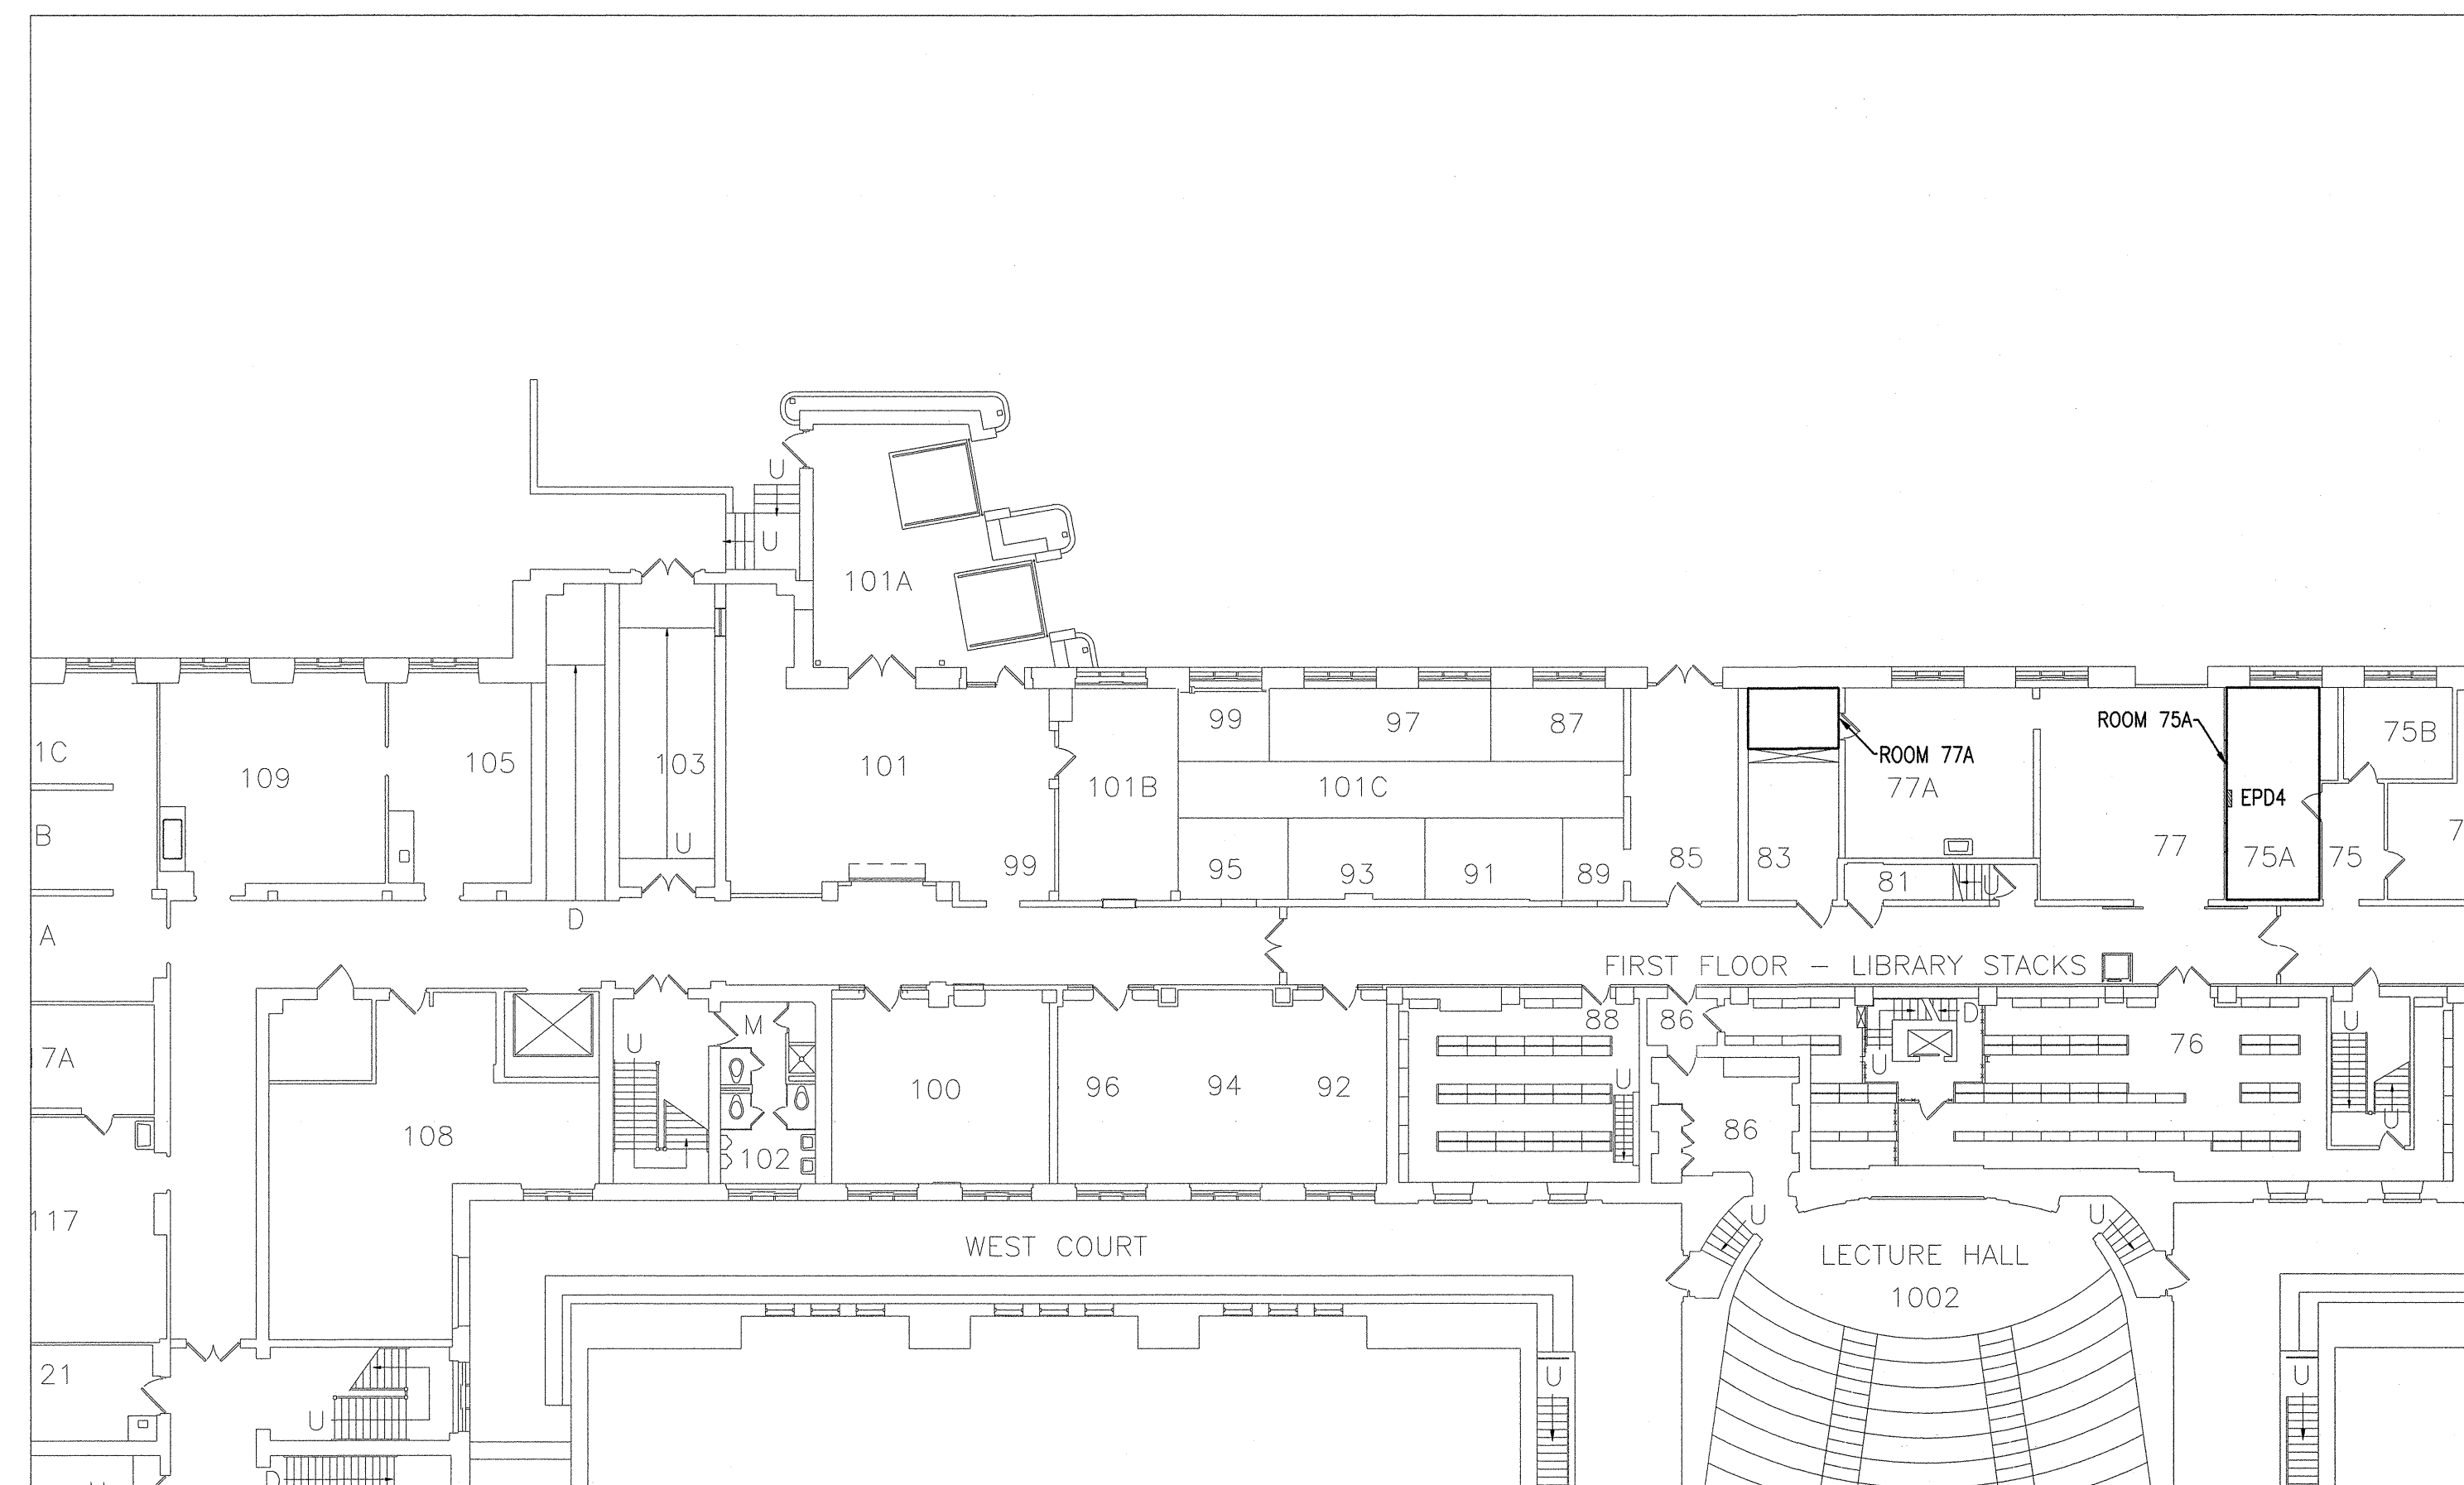 U
U
101A
99
97
87
ROOM 75A
75B
1C
109
105
103
101
101B
101C
ROOM 77A
77A
EPD4
B
U
99
95
93
91
89
85
83
81
U
77
75A
75
7
A
D
FIRST FLOOR – LIBRARY STACKS
M
88
86
D
U
76
U
7A
U
100
96
94
92
U
108
102
86
U
117
WEST COURT
U
U
LECTURE HALL
1002
21
U
U
U
D